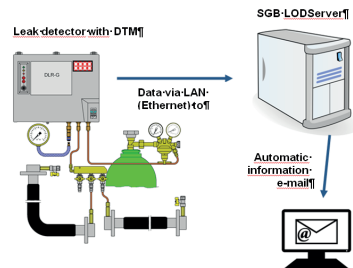 Leak·detector·with·DTM¶
SGB·LODServer¶
DLR-G
Data·via·LAN·
(Ethernet)·to¶
Automatic·
information·
e-mail¶
@